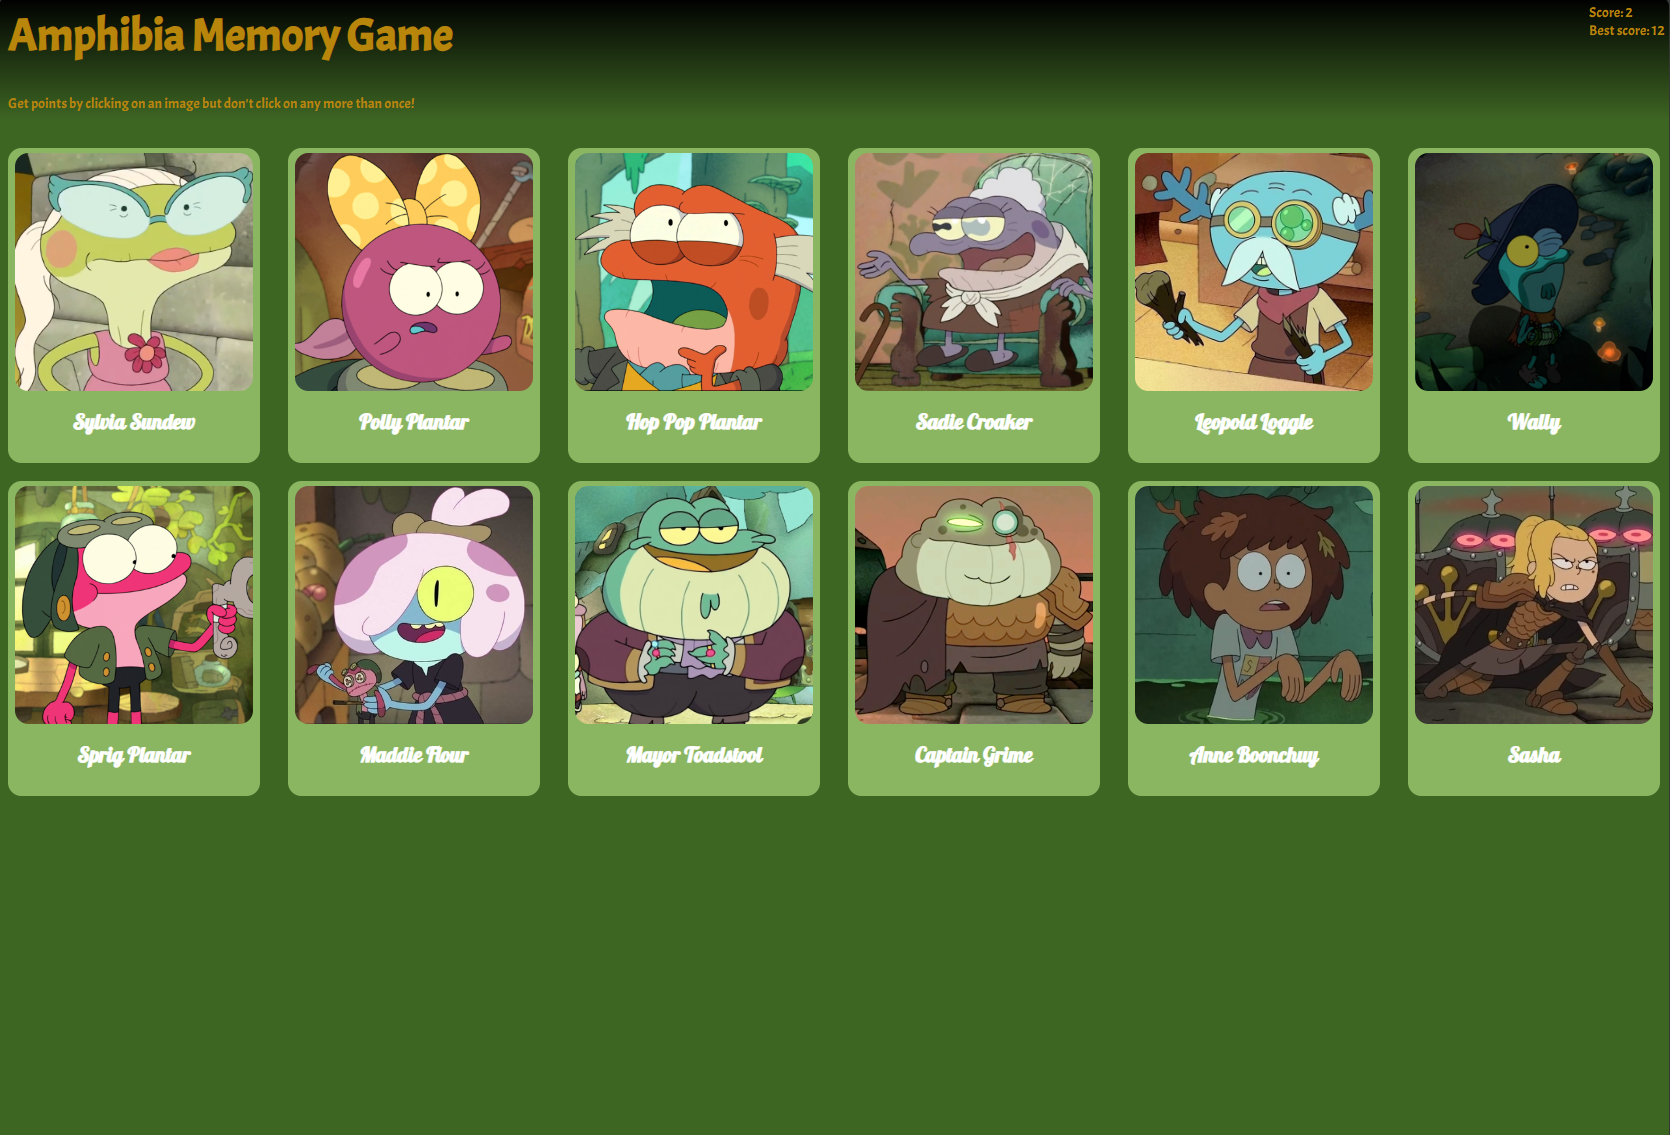 Amphibia Memory Game
Score: 2
Best score: 12
Get points by clicking on an image but don't click on any more than once!
Sylvia Sundew
Polly Plantar
Hop Pop Plantar
Sadie Croaker
Leopold Loggle
Wally
Sprig Plantar
Maddie Flour
Mayor Toadstool
Captain Grime
Anne Boonchuy
Sasha